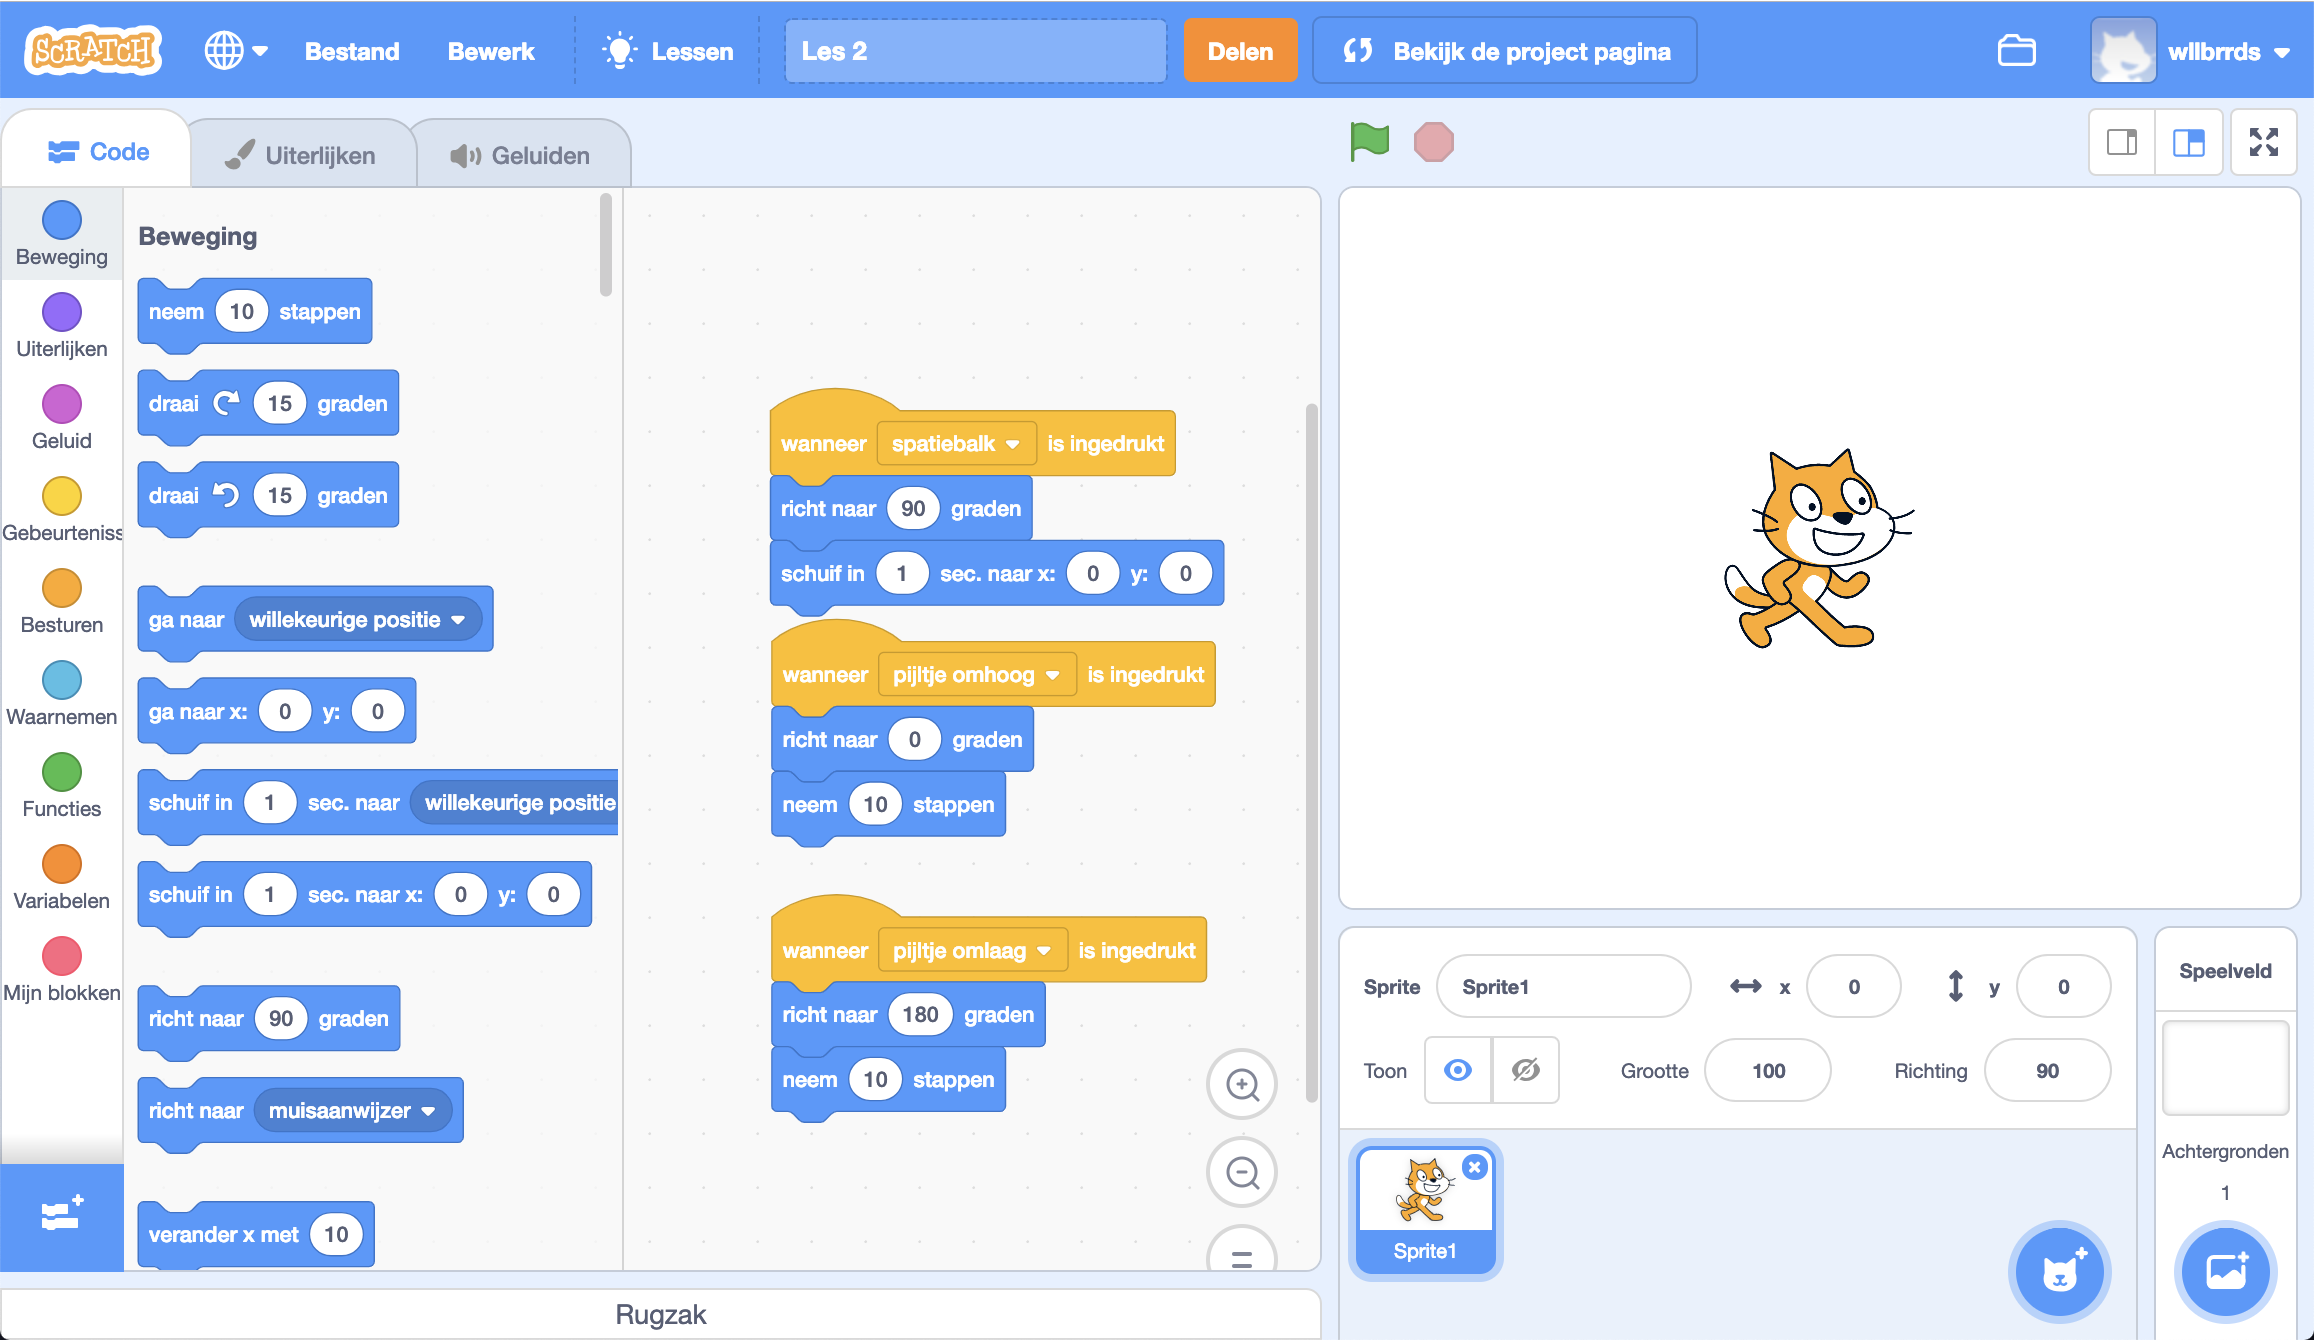 SCRATCH Bestand Bewerk Lessen Les 2 Delen Bekijk de project pagina wllbrrds
Code Uiterlijken Geluiden
Beweging
Uiterlijken
Geluid
Gebeurteniss
Besturen
Waarnemen
Functies
Variabelen
Mijn blokken
Beweging
neem 10 stappen
draai 15 graden
draai 15 graden
ga naar willekeurige positie
ga naar x: 0 y: 0
schuif in 1 sec. naar willekeurige positie
schuif in 1 sec. naar x: 0 y: 0
richt naar 90 graden
richt naar muisaanwijzer
verander x met 10
wanneer spatiebalk is ingedrukt
richt naar 90 graden
schuif in 1 sec. naar x: 0 y: 0
wanneer pijltje omhoog is ingedrukt
richt naar 0 graden
neem 10 stappen
wanneer pijltje omlaag is ingedrukt
richt naar 180 graden
neem 10 stappen
Sprite Sprite1 x 0 y 0
Toon Grootte 100 Richting 90
Sprite1
Speelveld
Achtergronden
1
Rugzak